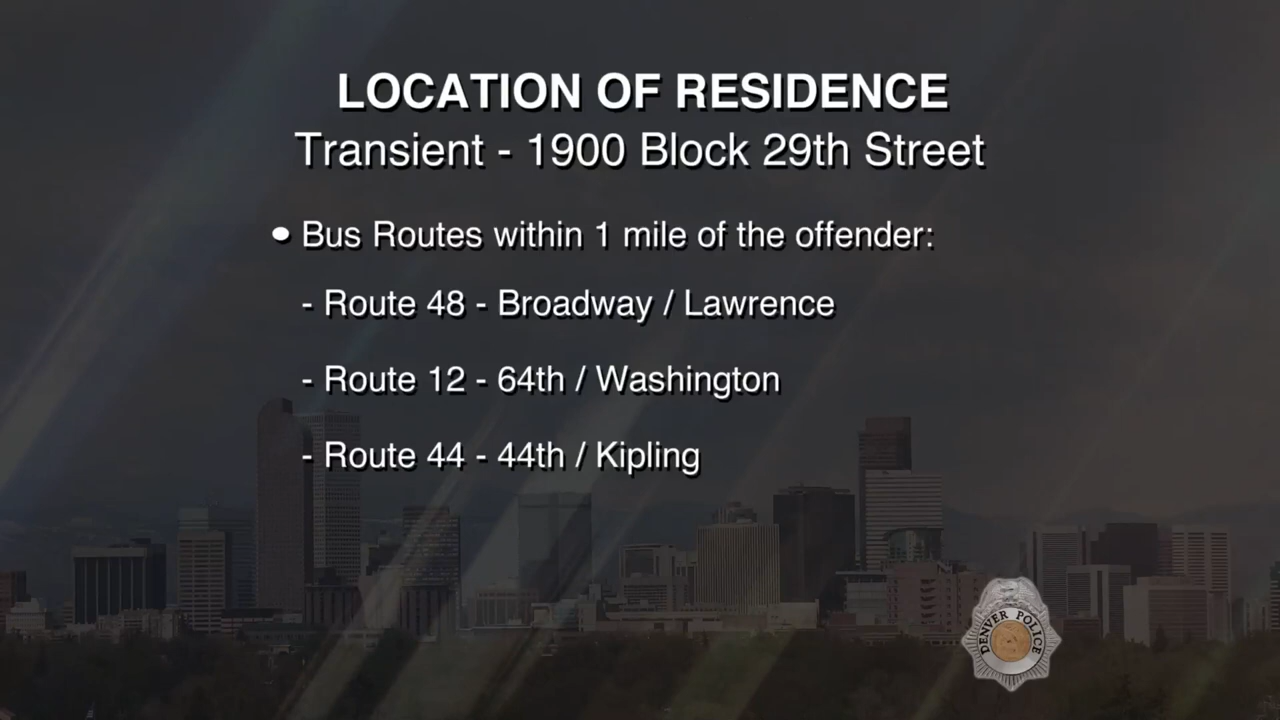 LOCATION OF RESIDENCE
Transient - 1900 Block 29th Street
• Bus Routes within 1 mile of the offender:
- Route 48 - Broadway / Lawrence
- Route 12 - 64th / Washington
- Route 44 - 44th / Kipling
DENVER POLICE